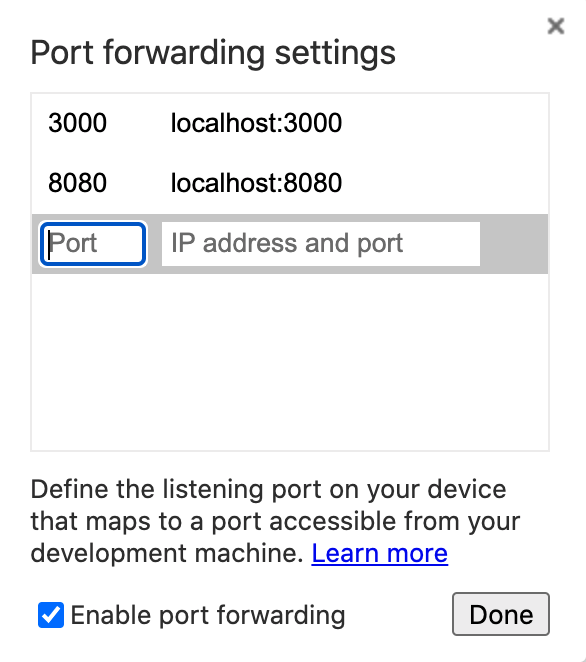 Port forwarding settings
3000 localhost:3000
8080 localhost:8080
Port IP address and port
Define the listening port on your device
that maps to a port accessible from your
development machine. Learn more
Enable port forwarding
Done